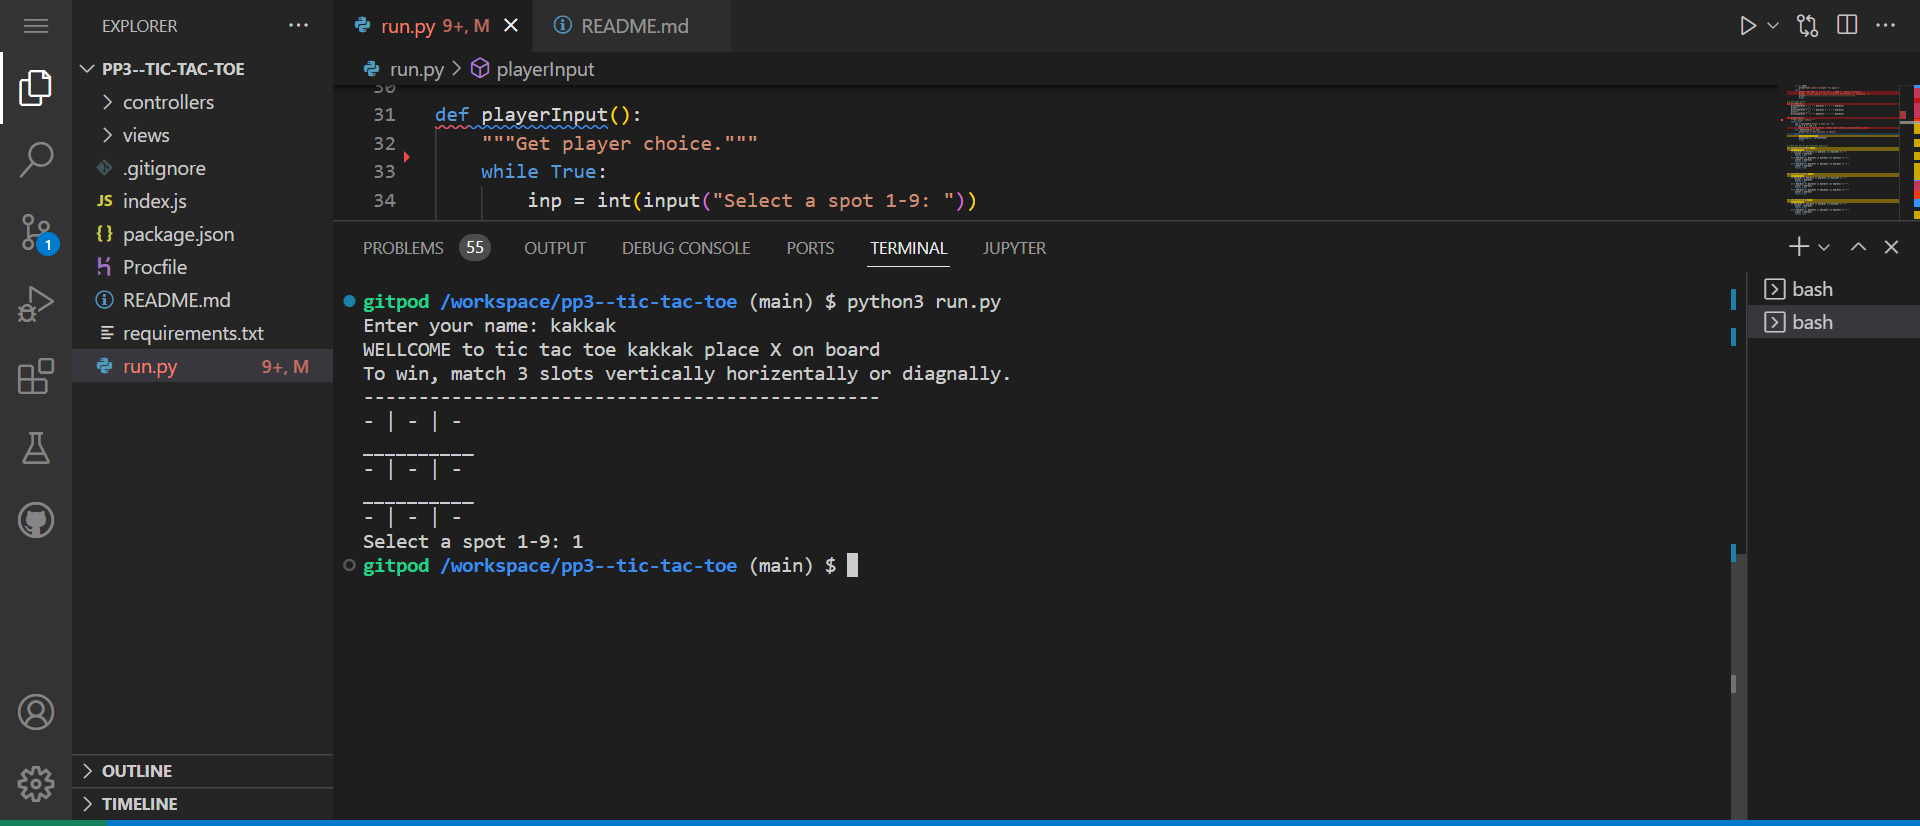 EXPLORER
PP3--TIC-TAC-TOE
controllers
views
.gitignore
JS index.js
{} package.json
Procfile
README.md
requirements.txt
run.py 9+, M
OUTLINE
TIMELINE
1
run.py 9+, M
README.md
run.py > playerInput
30
31 def playerInput():
32 """Get player choice."""
33 while True:
34 inp = int(input("Select a spot 1-9: "))
PROBLEMS 55 OUTPUT DEBUG CONSOLE PORTS TERMINAL JUPYTER
gitpod /workspace/pp3--tic-tac-toe (main) $ python3 run.py
Enter your name: kakkak
WELLCOME to tic tac toe kakkak place X on board
To win, match 3 slots vertically horizentally or diagnally.
-----------------------------------------------
- | - | -
__________
- | - | -
__________
- | - | -
Select a spot 1-9: 1
gitpod /workspace/pp3--tic-tac-toe (main) $
bash
bash